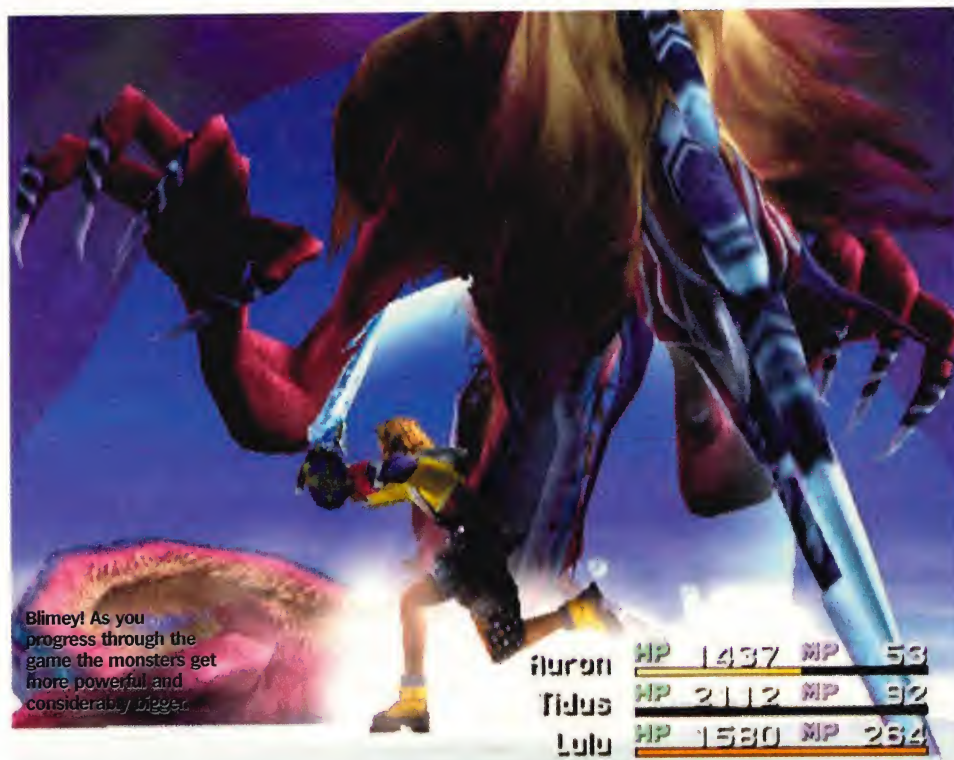 Blimey! As you
progress through the
game the monsters get
more powerful and
considerably bigger.
Auron HP 1437 MP 53
Tidus HP 2112 MP 92
Lulu HP 1580 MP 264